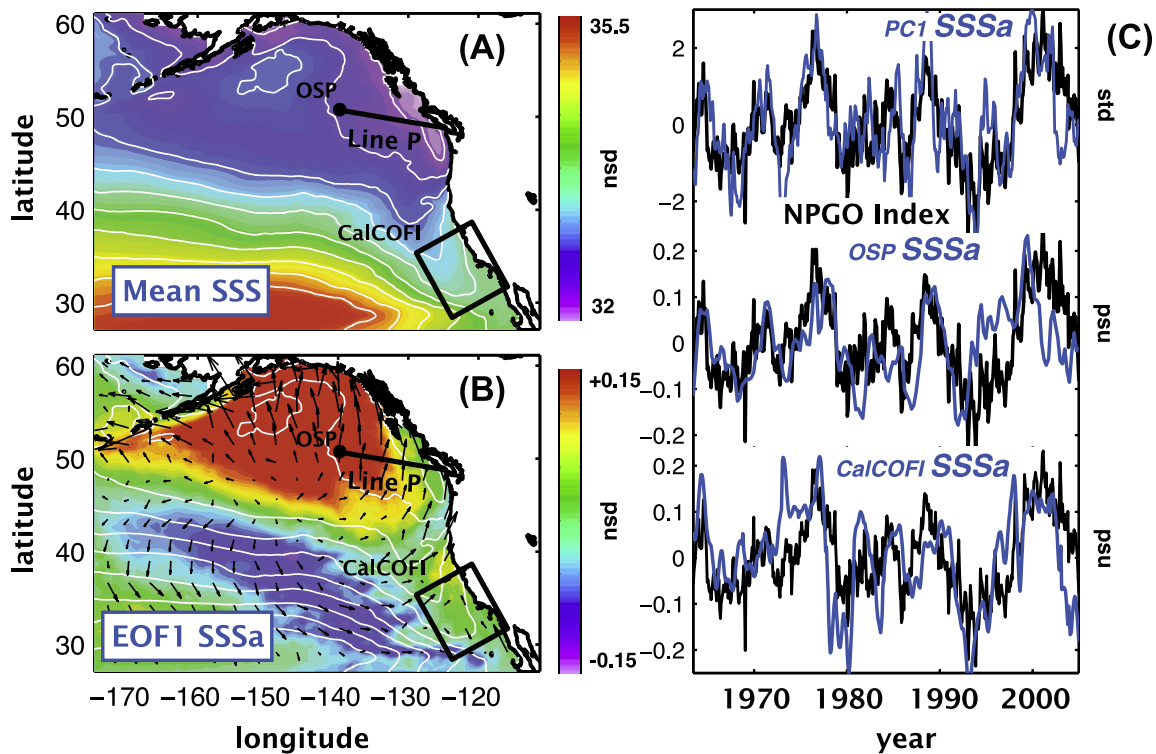 (A)
60
50
40
30
latitude
OSP
Line P
CalCOFI
Mean SSS
35.5
psu
32
(B)
60
50
40
30
latitude
OSP
Line P
CalCOFI
EOF1 SSSa
+0.15
psu
-0.15
−170 −160 −150 −140 −130 −120
longitude
(C)
PC1 SSSa
2
0
−2
std
NPGO Index
OSP SSSa
0.2
0.1
0
−0.1
−0.2
psu
CalCOFI SSSa
0.2
0.1
0
−0.1
−0.2
psu
1970 1980 1990 2000
year